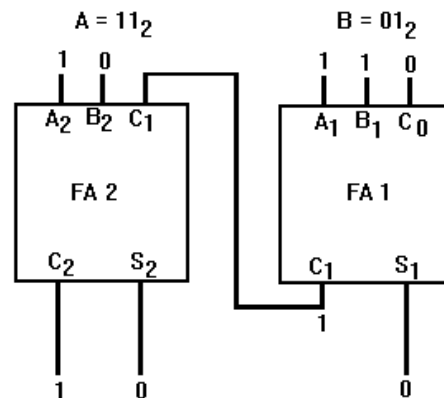 A = 11₂ B = 01₂
1 0 1 1 0
A₂ B₂ C₁ A₁ B₁ C₀
FA 2 FA 1
C₂ S₂ C₁ S₁
1
1 0 0